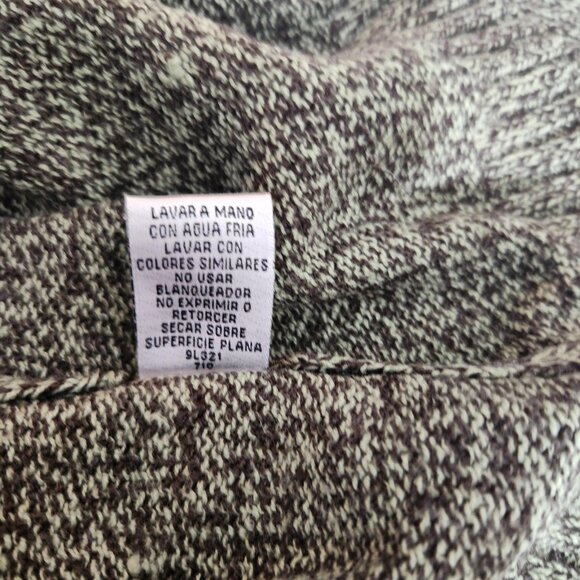 LAVAR A MANO
CON AGUA FRIA
LAVAR CON
COLORES SIMILARES
NO USAR
BLANQUEADOR
NO EXPRIMIR O
RETORCER
SECAR SOBRE
SUPERFICIE PLANA
9L321
710